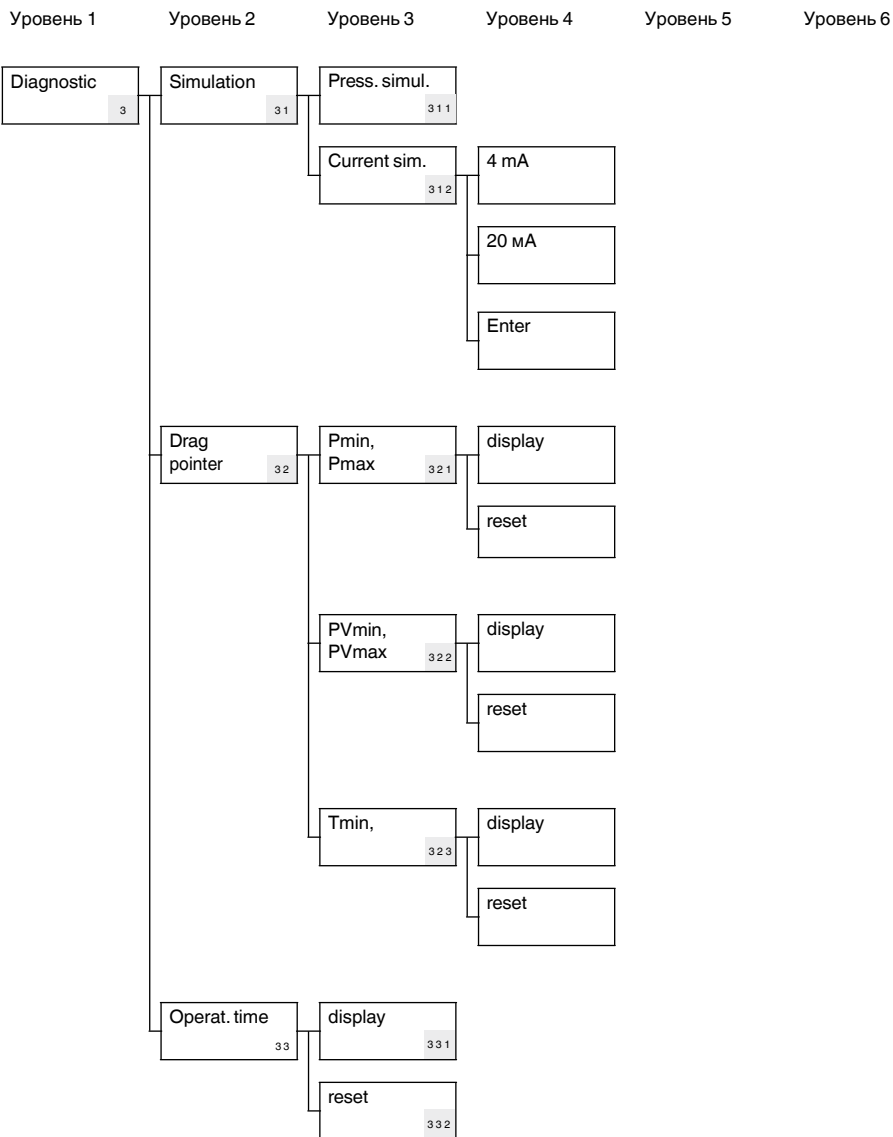 Уровень 1 Уровень 2 Уровень 3 Уровень 4 Уровень 5 Уровень 6
Diagnostic
3
Simulation
31
Press. simul.
311
Current sim.
312
4 mA
20 мА
Enter
Drag
pointer
32
Pmin,
Pmax
321
display
reset
PVmin,
PVmax
322
display
reset
Tmin,
323
display
reset
Operat. time
33
display
331
reset
332